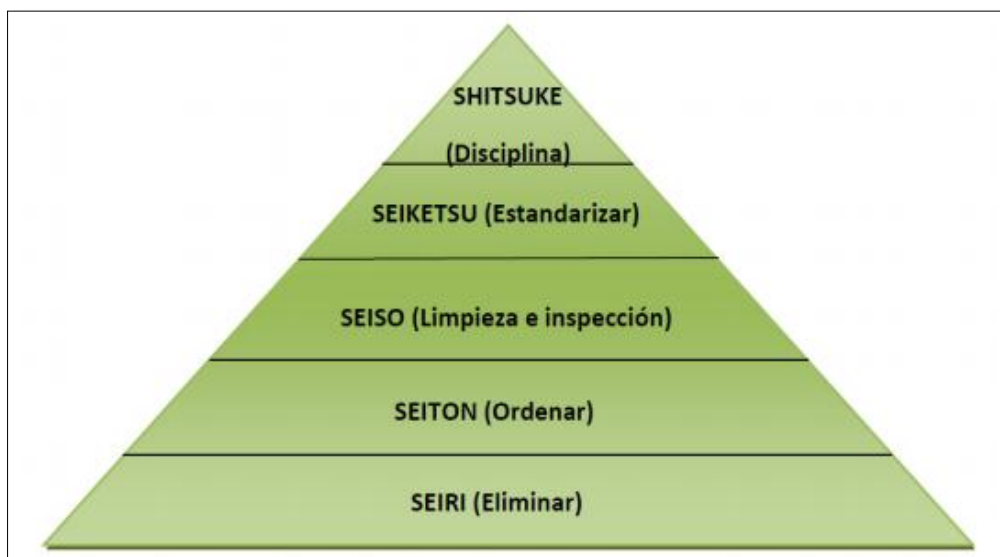 SHITSUKE
(Disciplina)
SEIKETSU (Estandarizar)
SEISO (Limpieza e inspección)
SEITON (Ordenar)
SEIRI (Eliminar)